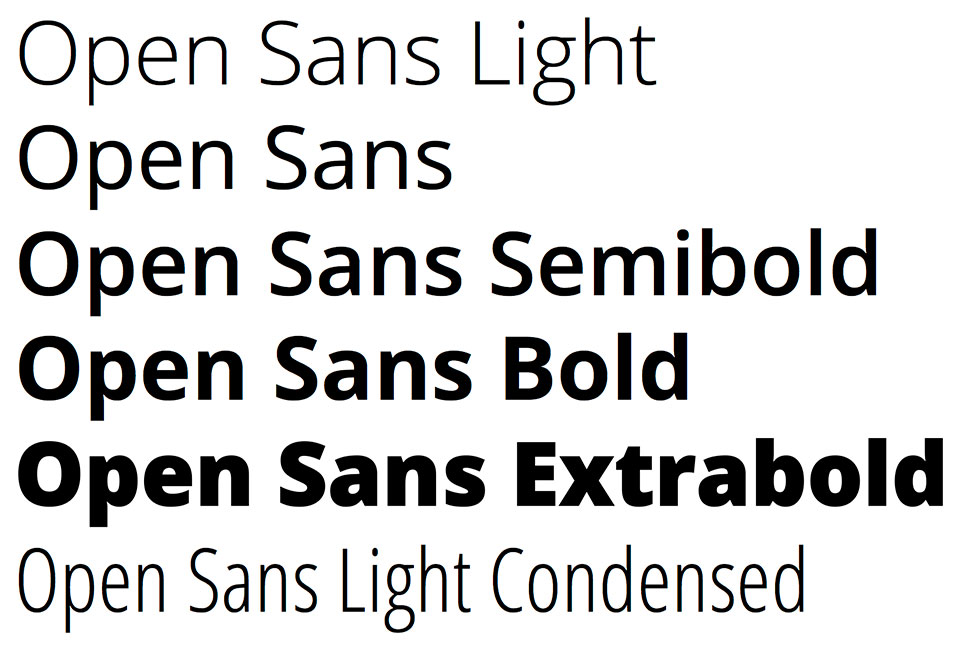 Open Sans Light
Open Sans
Open Sans Semibold
Open Sans Bold
Open Sans Extrabold
Open Sans Light Condensed